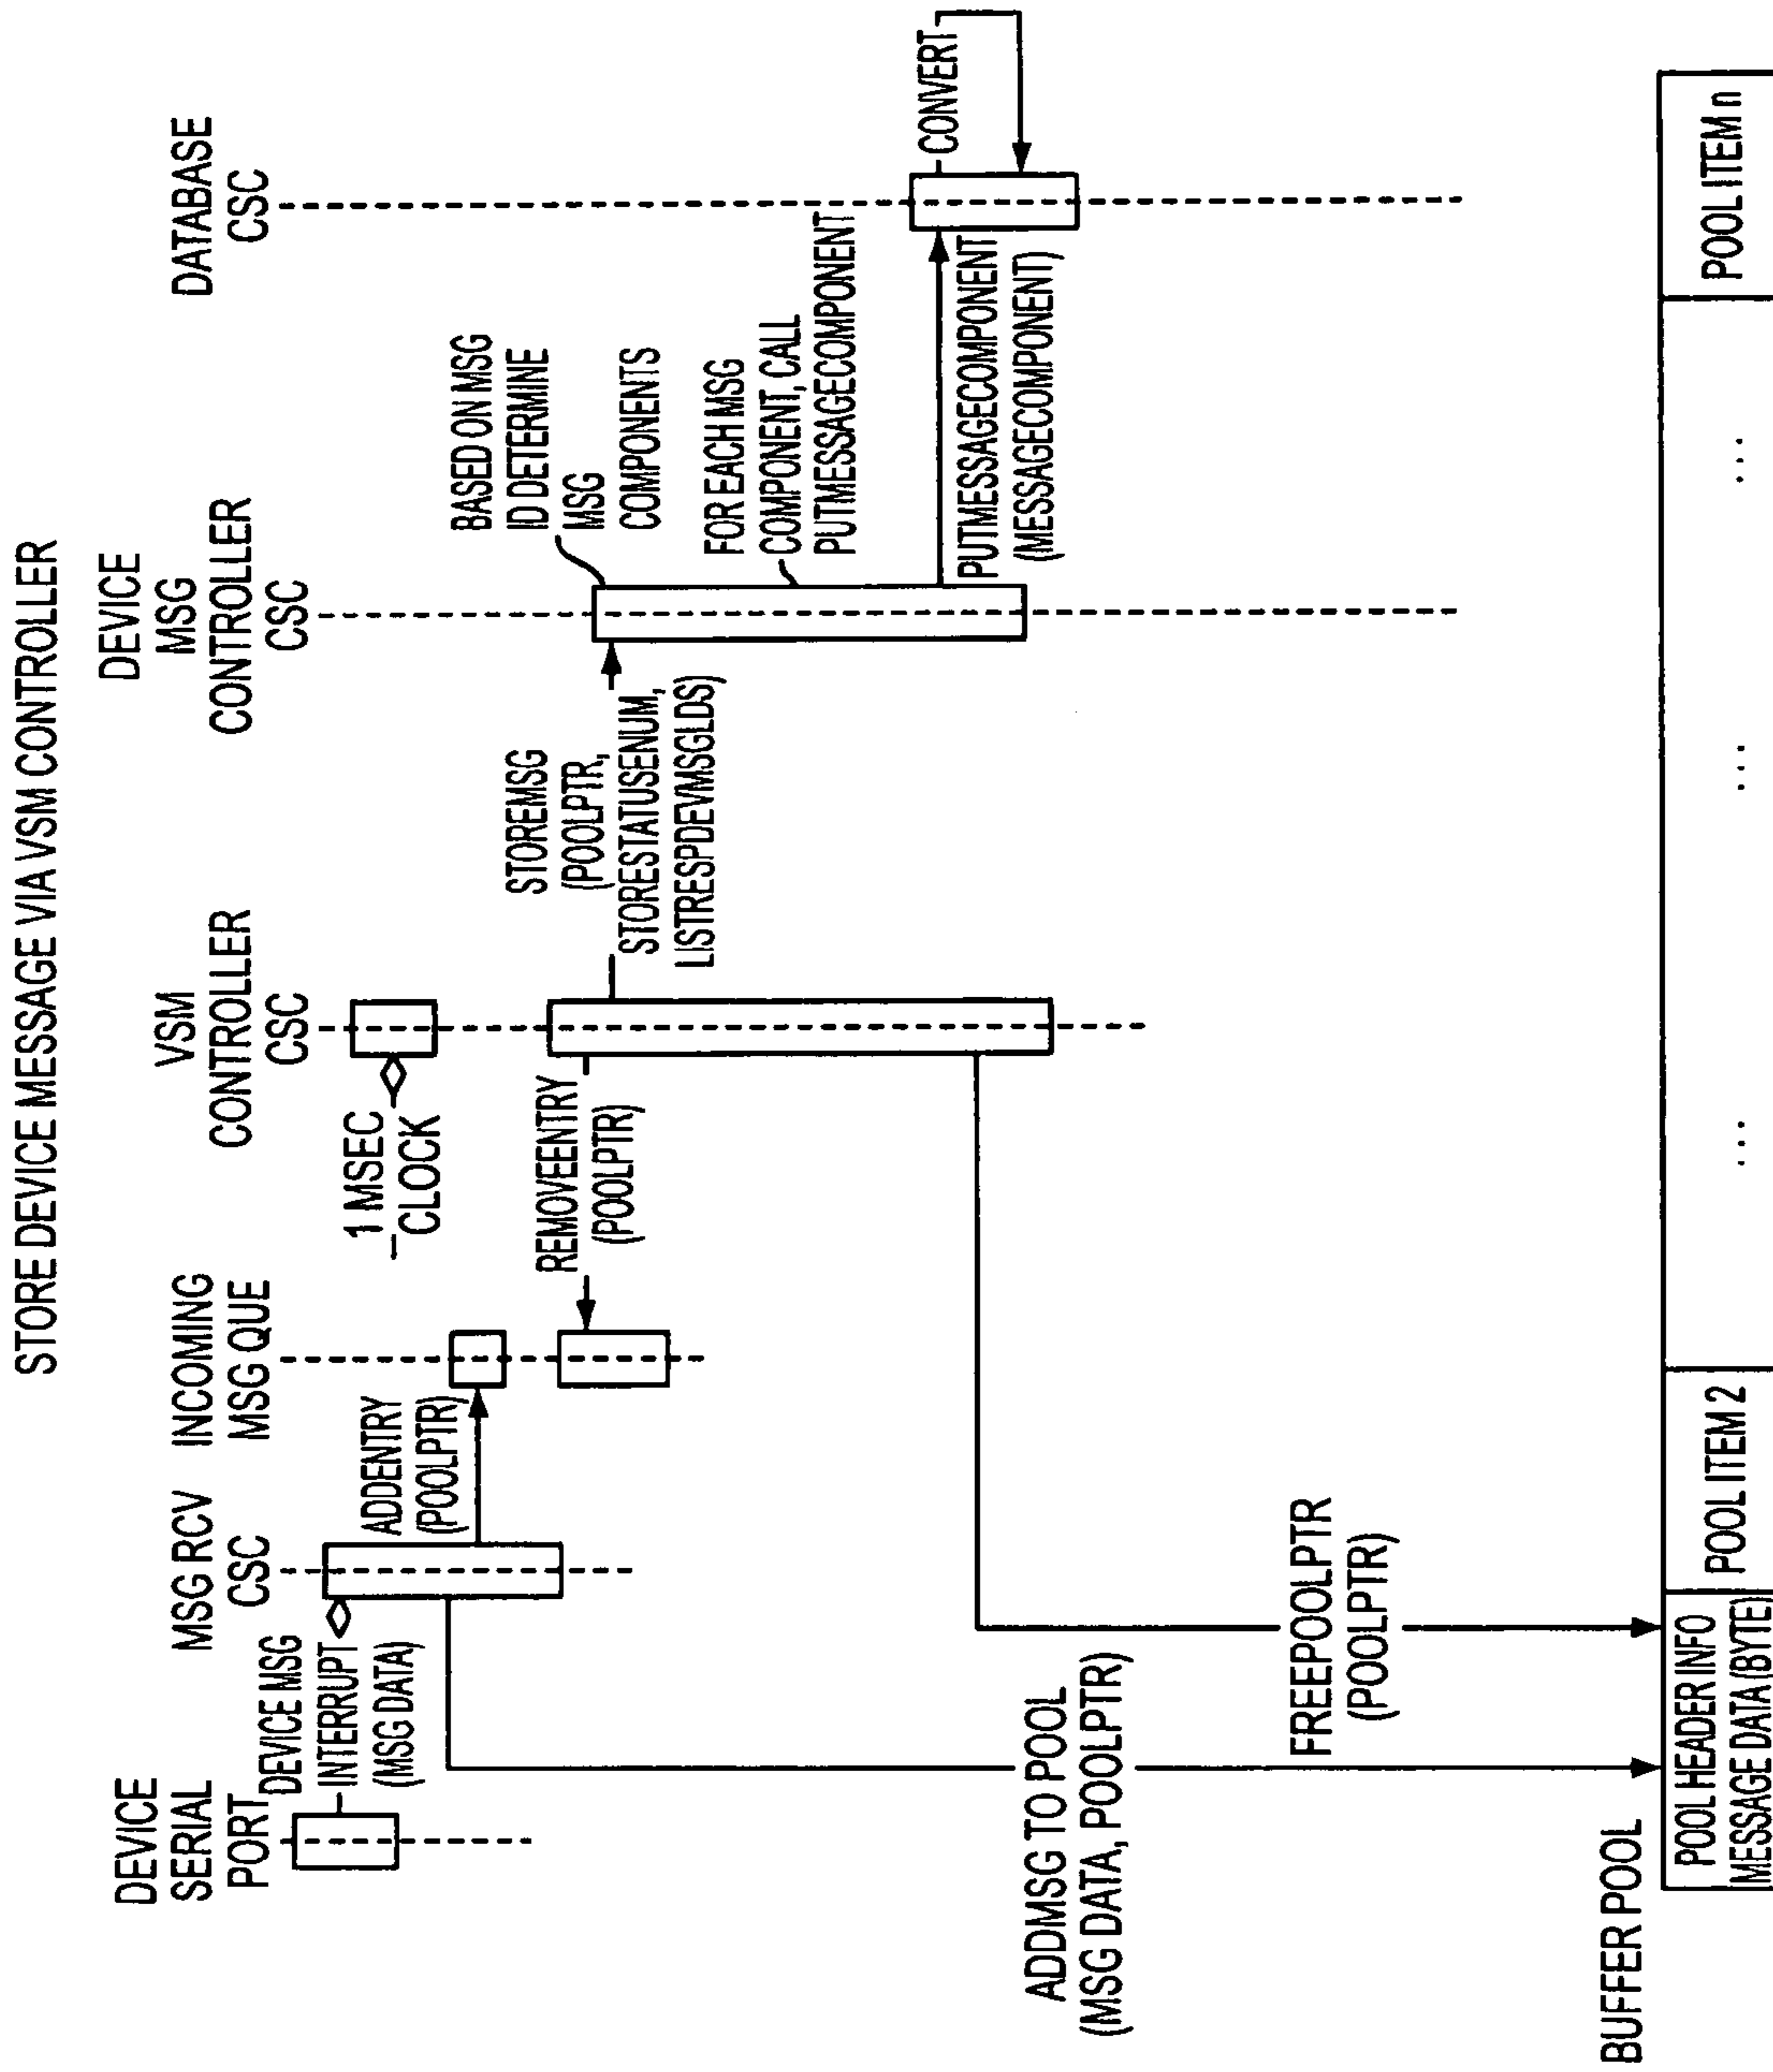 STORE DEVICE MESSAGE VIA VSM CONTROLLER
DEVICE
SERIAL
PORT
MSG RCV
CSC
INCOMING
MSG QUE
VSM
CONTROLLER
CSC
DEVICE
MSG
CONTROLLER
CSC
DATABASE
CSC
DEVICE MSG
INTERRUPT
(MSG DATA)
ADDENTRY
(POOLPTR)
1 MSEC
CLOCK
REMOVEENTRY
(POOLPTR)
STOREMSG
(POOLPTR,
STORESTATUSENUM,
LISTRESPDEVMSGLDS)
BASED ON MSG
ID DETERMINE
MSG
COMPONENTS
FOR EACH MSG
COMPONENT, CALL
PUTMESSAGECOMPONENT
PUTMESSAGECOMPONENT
(MESSAGECOMPONENT)
CONVERT
ADDMSG TO POOL
(MSG DATA, POOLPTR)
FREEPOOLPTR
(POOLPTR)
BUFFER POOL
POOL HEADER INFO
MESSAGE DATA (BYTE)
POOL ITEM 2
...
...
...
POOL ITEM n